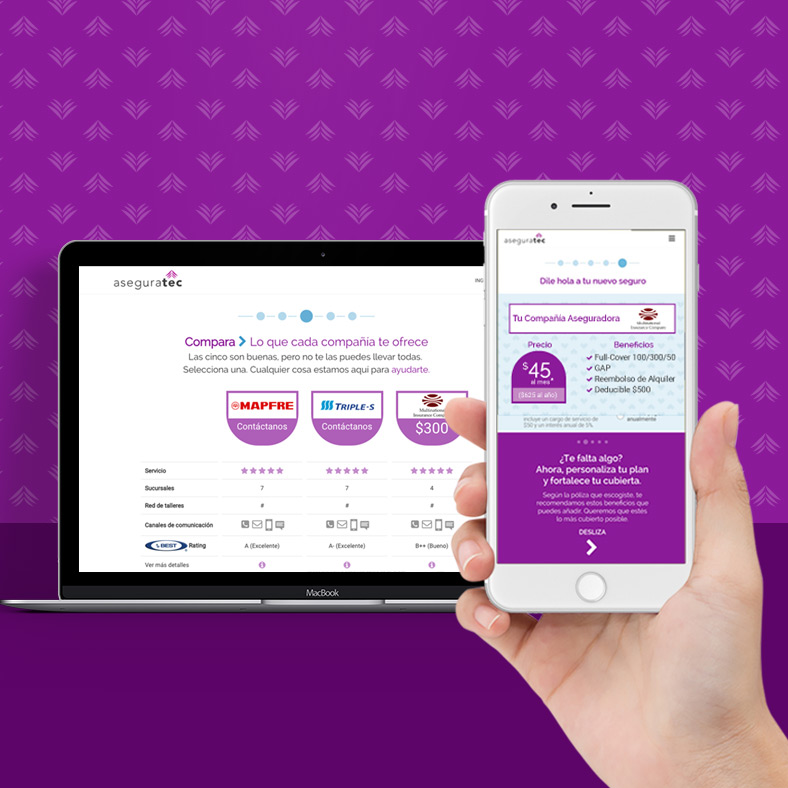 aseguratec
ING
Compara > Lo que cada compañía te ofrece
Las cinco son buenas, pero no te las puedes llevar todas.
Selecciona una. Cualquier cosa estamos aquí para ayudarte.
MAPFRE
TRIPLE-S
Multinational
Insurance
Contáctanos
Contáctanos
$300
Servicio
Sucursales 7 7 4
Red de talleres # # #
Canales de comunicación
BEST Rating A (Excelente) A- (Excelente) B++ (Bueno)
Ver más detalles
MacBook
aseguratec
Dile hola a tu nuevo seguro
Tu Compañía Aseguradora
Multinational
Insurance Company
Precio
$45
al mes*
($625 al año)
Beneficios
Full-Cover 100/300/50
GAP
Reembolso de Alquiler
Deducible $500
incluye un cargo de servicio de
$50 y un interés anual de 5%.
anualmente
¿Te falta algo?
Ahora, personaliza tu plan
y fortalece tu cubierta.
Según la póliza que escogiste, te
recomendamos estos beneficios que
puedes añadir. Queremos que estés
lo más cubierto posible.
DESLIZA